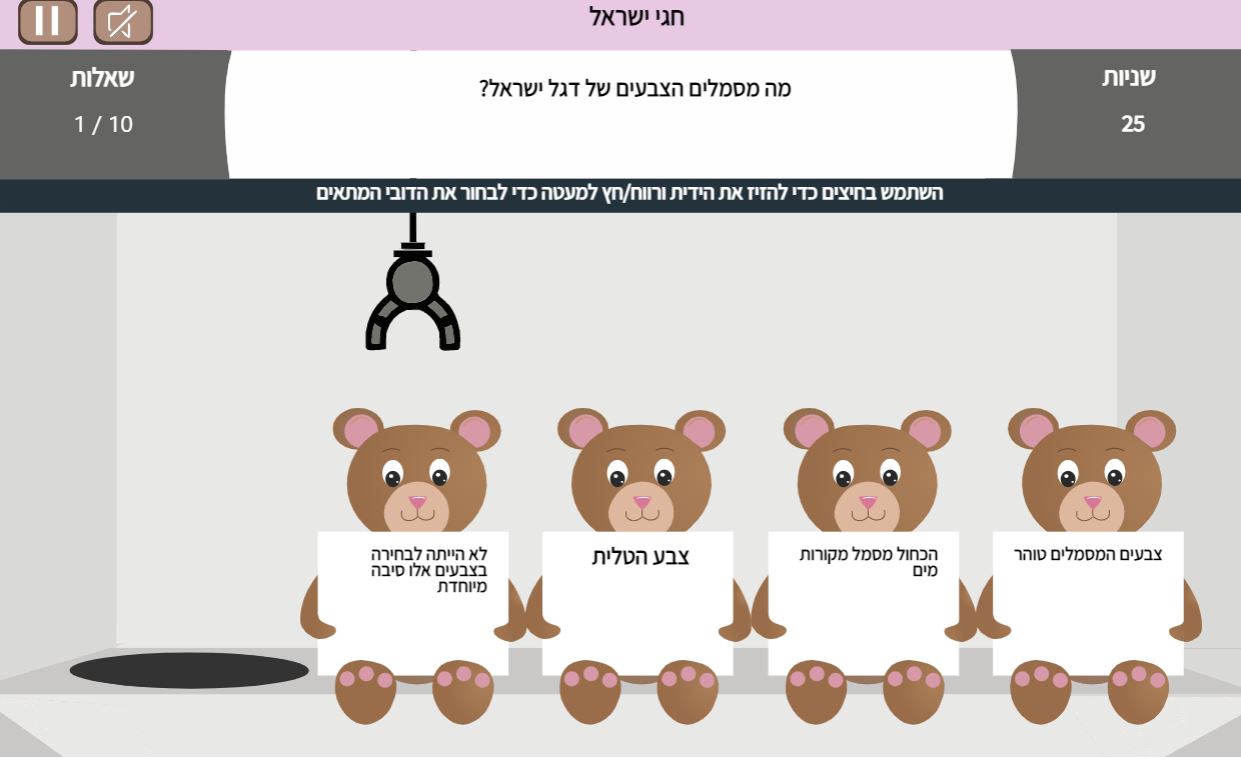 חגי ישראל
שניות
25
מה מסמלים הצבעים של דגל ישראל?
שאלות
1 / 10
השתמש בחיצים כדי להזיז את הידית ורווח/חץ למעטה כדי לבחור את הדובי המתאים
צבעים המסמלים טוהר
הכחול מסמל מקורות
מים
צבע הטלית
לא הייתה לבחירה
בצבעים אלו סיבה
מיוחדת